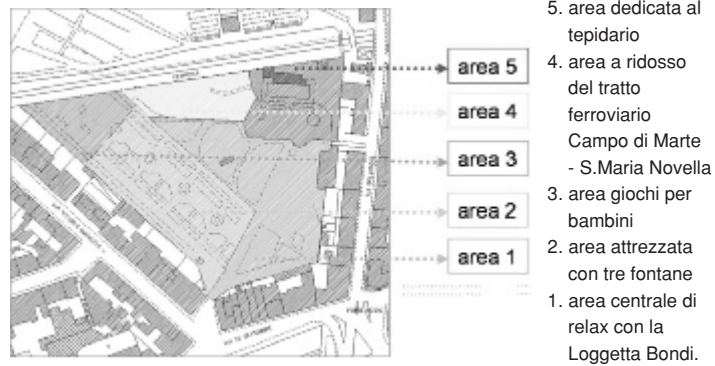 area 5
area 4
area 3
area 2
area 1
5. area dedicata al
tepidario
4. area a ridosso
del tratto
ferroviario
Campo di Marte
- S.Maria Novella
3. area giochi per
bambini
2. area attrezzata
con tre fontane
1. area centrale di
relax con la
Loggetta Bondi.